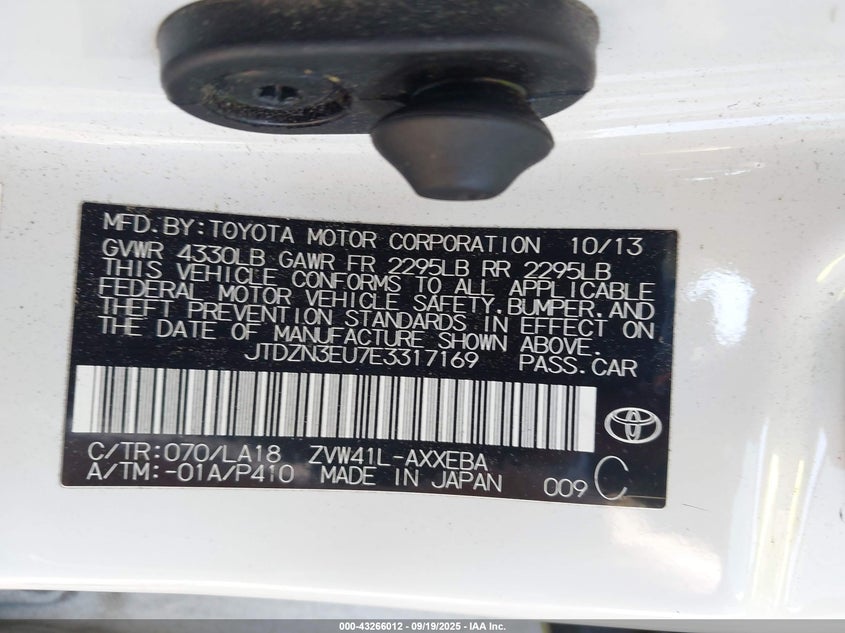 MFD.BY:TOYOTA MOTOR CORPORATION 10/13
GVWR 4330LB GAWR FR 2295LB RR 2295LB
THIS VEHICLE CONFORMS TO ALL APPLICABLE
FEDERAL MOTOR VEHICLE SAFETY,BUMPER,AND
THEFT PREVENTION STANDARDS IN EFFECT ON
THE DATE OF MANUFACTURE SHOWN ABOVE.
JTDZN3EU7E3317169 PASS.CAR
C/TR:070/LA18 ZVW41L-AXXEBA
A/TM:-01A/P410 MADE IN JAPAN 009 C
000-43266012 - 09/19/2025 - IAA Inc.